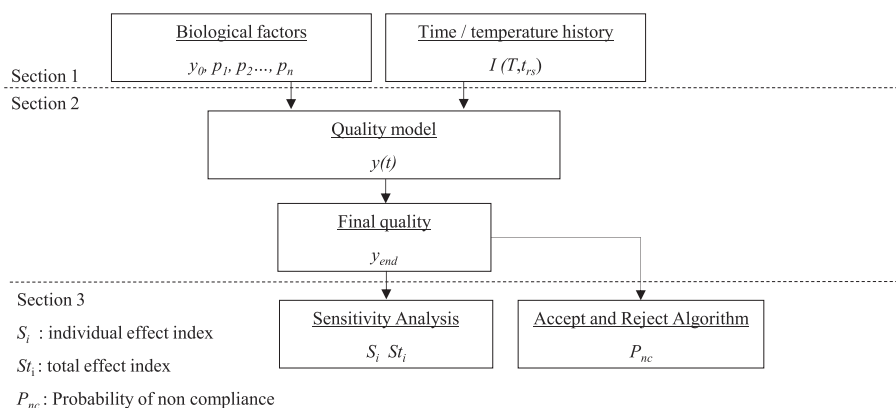 Biological factors
y0, p1, p2..., pn
Time / temperature history
I (T,trs)
Section 1
Section 2
Quality model
y(t)
Final quality
yend
Section 3
Si : individual effect index
Sti : total effect index
Pnc : Probability of non compliance
Sensitivity Analysis
Si Sti
Accept and Reject Algorithm
Pnc